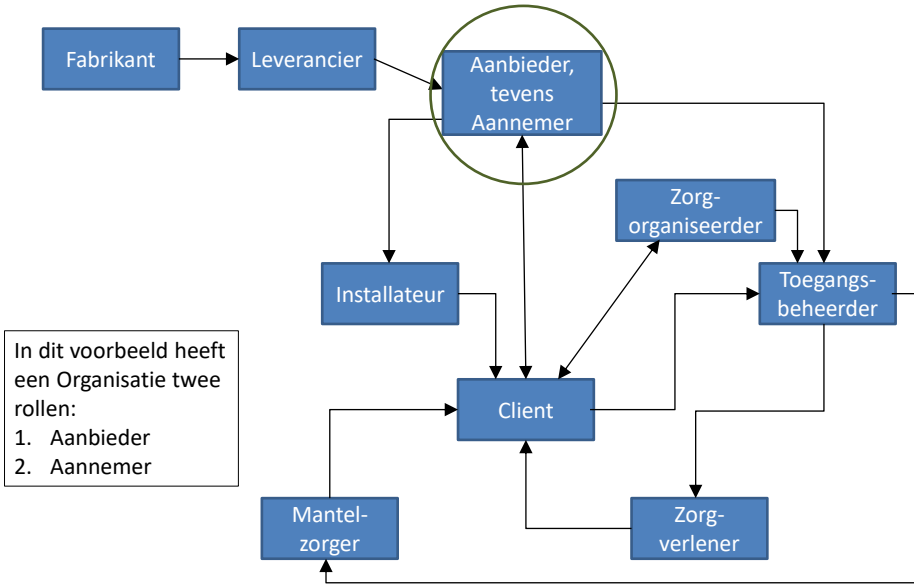 Fabrikant
Leverancier
Aanbieder,
tevens
Aannemer
Zorg-
organiseerder
Installateur
Toegangs-
beheerder
In dit voorbeeld heeft
een Organisatie twee
rollen:
1. Aanbieder
2. Aannemer
Client
Mantel-
zorger
Zorg-
verlener